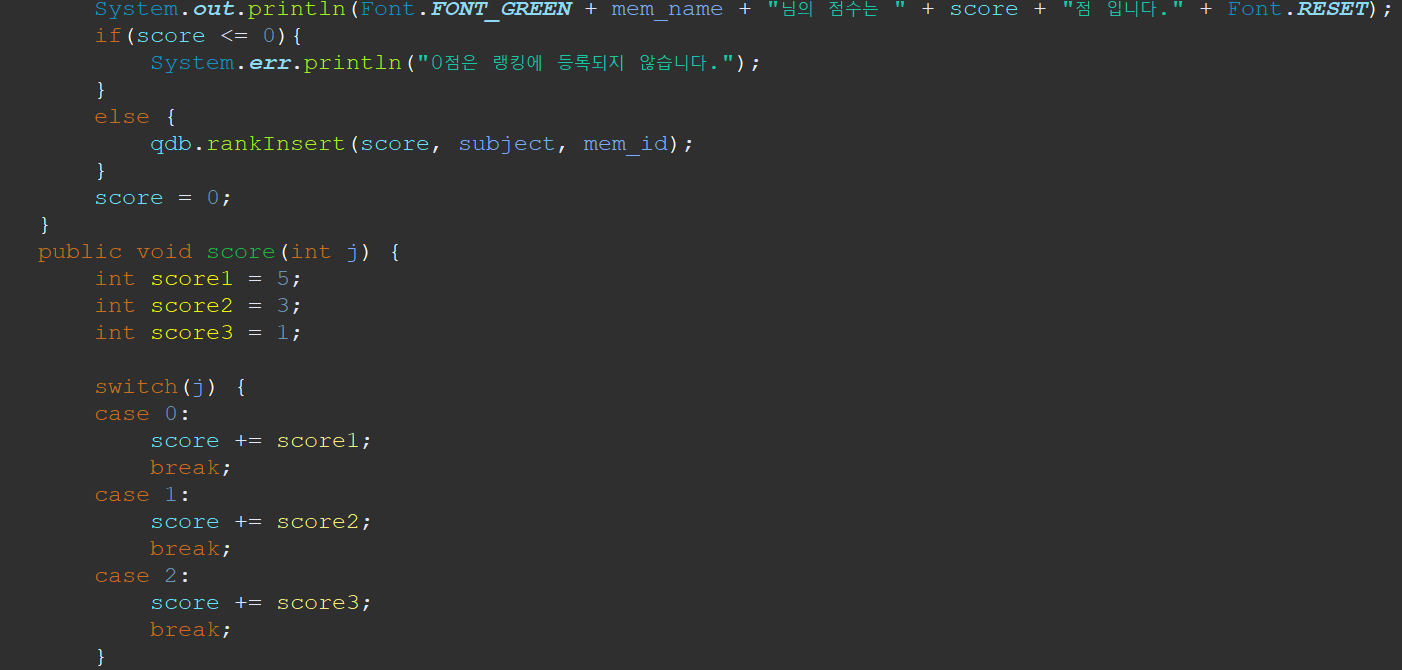 System.out.println(Font.FONT_GREEN + mem_name + "님의 점수는 " + score + "점 입니다." + Font.RESET);
if(score <= 0){
System.err.println("0점은 랭킹에 등록되지 않습니다.");
}
else {
qdb.rankInsert(score, subject, mem_id);
}
score = 0;
}
public void score(int j) {
int score1 = 5;
int score2 = 3;
int score3 = 1;
switch(j) {
case 0:
score += score1;
break;
case 1:
score += score2;
break;
case 2:
score += score3;
break;
}